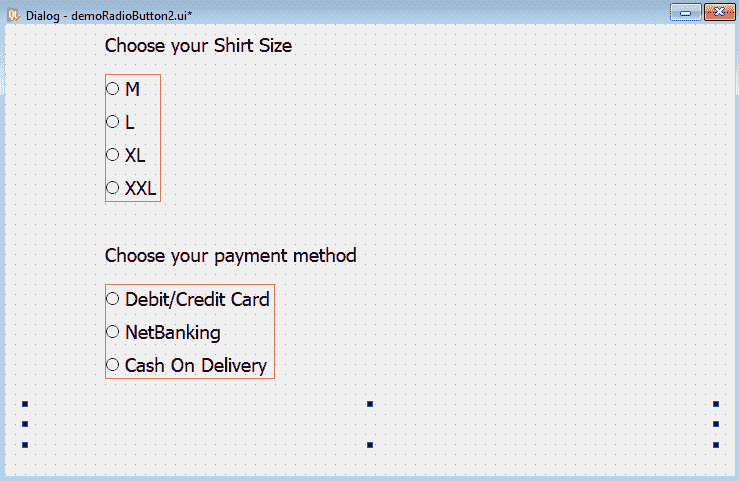 Dialog - demoRadioButton2.ui*
Choose your Shirt Size
M
L
XL
XXL
Choose your payment method
Debit/Credit Card
NetBanking
Cash On Delivery